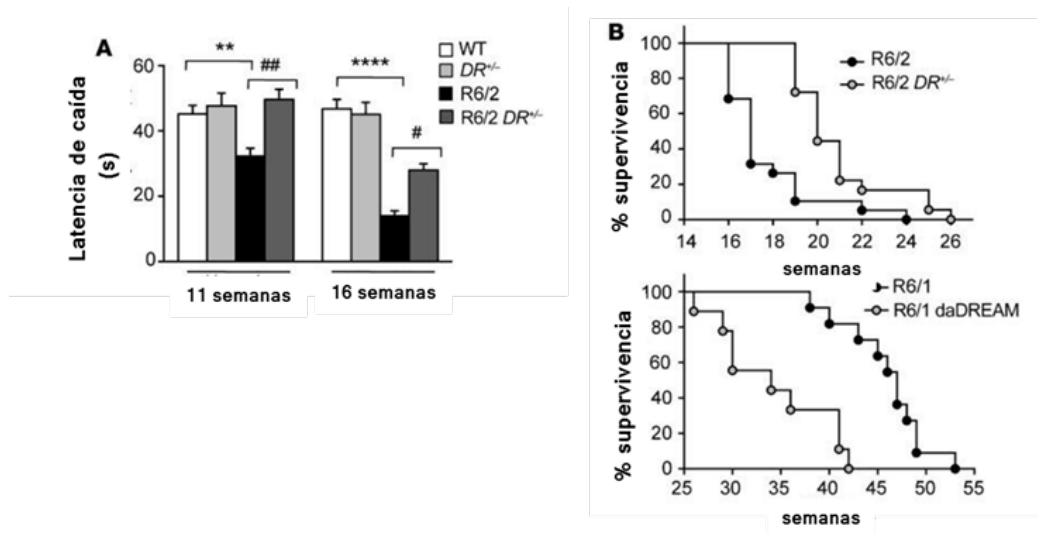 A
Latencia de caída
(s)
60
40
20
0
**
##
****
#
WT
DR+/–
R6/2
R6/2 DR+/–
11 semanas
16 semanas
B
% supervivencia
100
80
60
40
20
0
R6/2
R6/2 DR+/–
14 16 18 20 22 24 26
semanas
% supervivencia
100
80
60
40
20
0
R6/1
R6/1 daDREAM
25 30 35 40 45 50 55
semanas